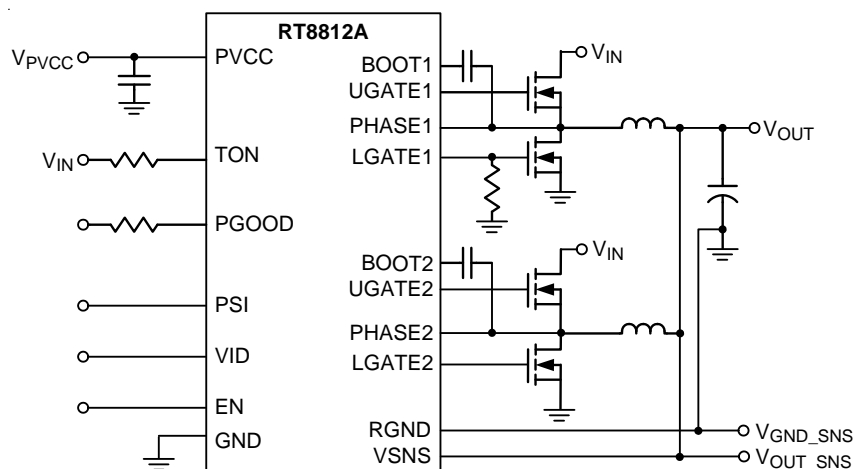 RT8812A
VPVCC
PVCC
BOOT1
VIN
UGATE1
PHASE1
VOUT
VIN
TON
LGATE1
PGOOD
BOOT2
VIN
UGATE2
PSI
PHASE2
VID
LGATE2
EN
RGND
VGND_SNS
GND
VSNS
VOUT_SNS